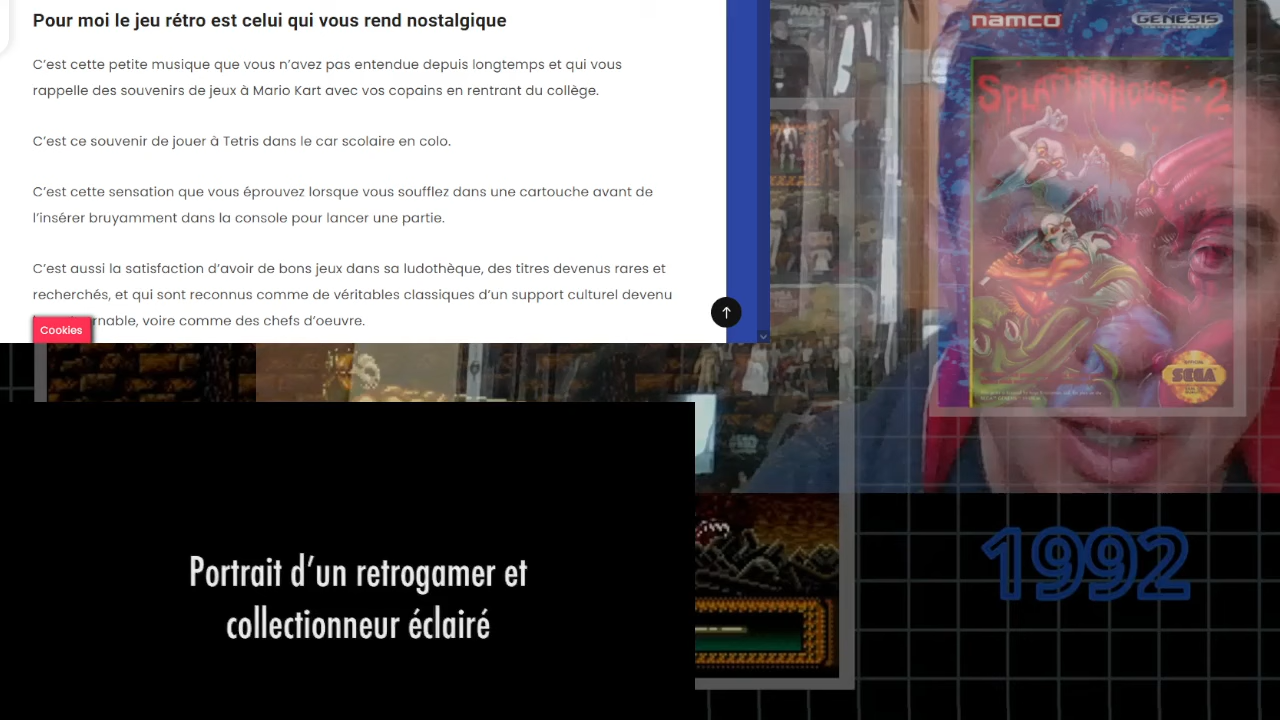 Pour moi le jeu rétro est celui qui vous rend nostalgique
C’est cette petite musique que vous n’avez pas entendue depuis longtemps et qui vous
rappelle des souvenirs de jeux à Mario Kart avec vos copains en rentrant du collège.
C’est ce souvenir de jouer à Tetris dans le car scolaire en colo.
C’est cette sensation que vous éprouvez lorsque vous soufflez dans une cartouche avant de
l’insérer bruyamment dans la console pour lancer une partie.
C’est aussi la satisfaction d’avoir de bons jeux dans sa ludothèque, des titres devenus rares et
recherchés, et qui sont reconnus comme de véritables classiques d’un support culturel devenu
voire comme des chefs d’oeuvre.
Cookies
namco
GENESIS
SPLATTERHOUSE • 2
OFFICIAL
SEGA
1992
Portrait d’un retrogamer et
collectionneur éclairé